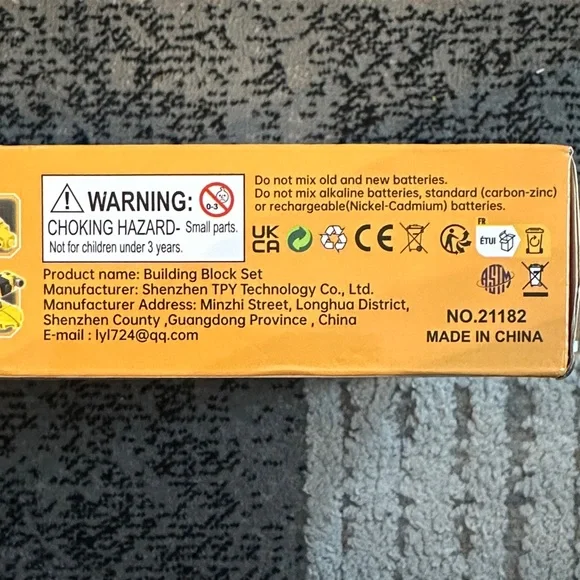 WARNING:
0-3
CHOKING HAZARD- Small parts.
Not for children under 3 years.
Do not mix old and new batteries.
Do not mix alkaline batteries, standard (carbon-zinc)
or rechargeable(Nickel-Cadmium) batteries.
UK
CA
CE
FR
ÉTUI
ASTM
Product name: Building Block Set
Manufacturer: Shenzhen TPY Technology Co., Ltd.
Manufacturer Address: Minzhi Street, Longhua District,
Shenzhen County ,Guangdong Province , China
E-mail : lyl724@qq.com
NO.21182
MADE IN CHINA